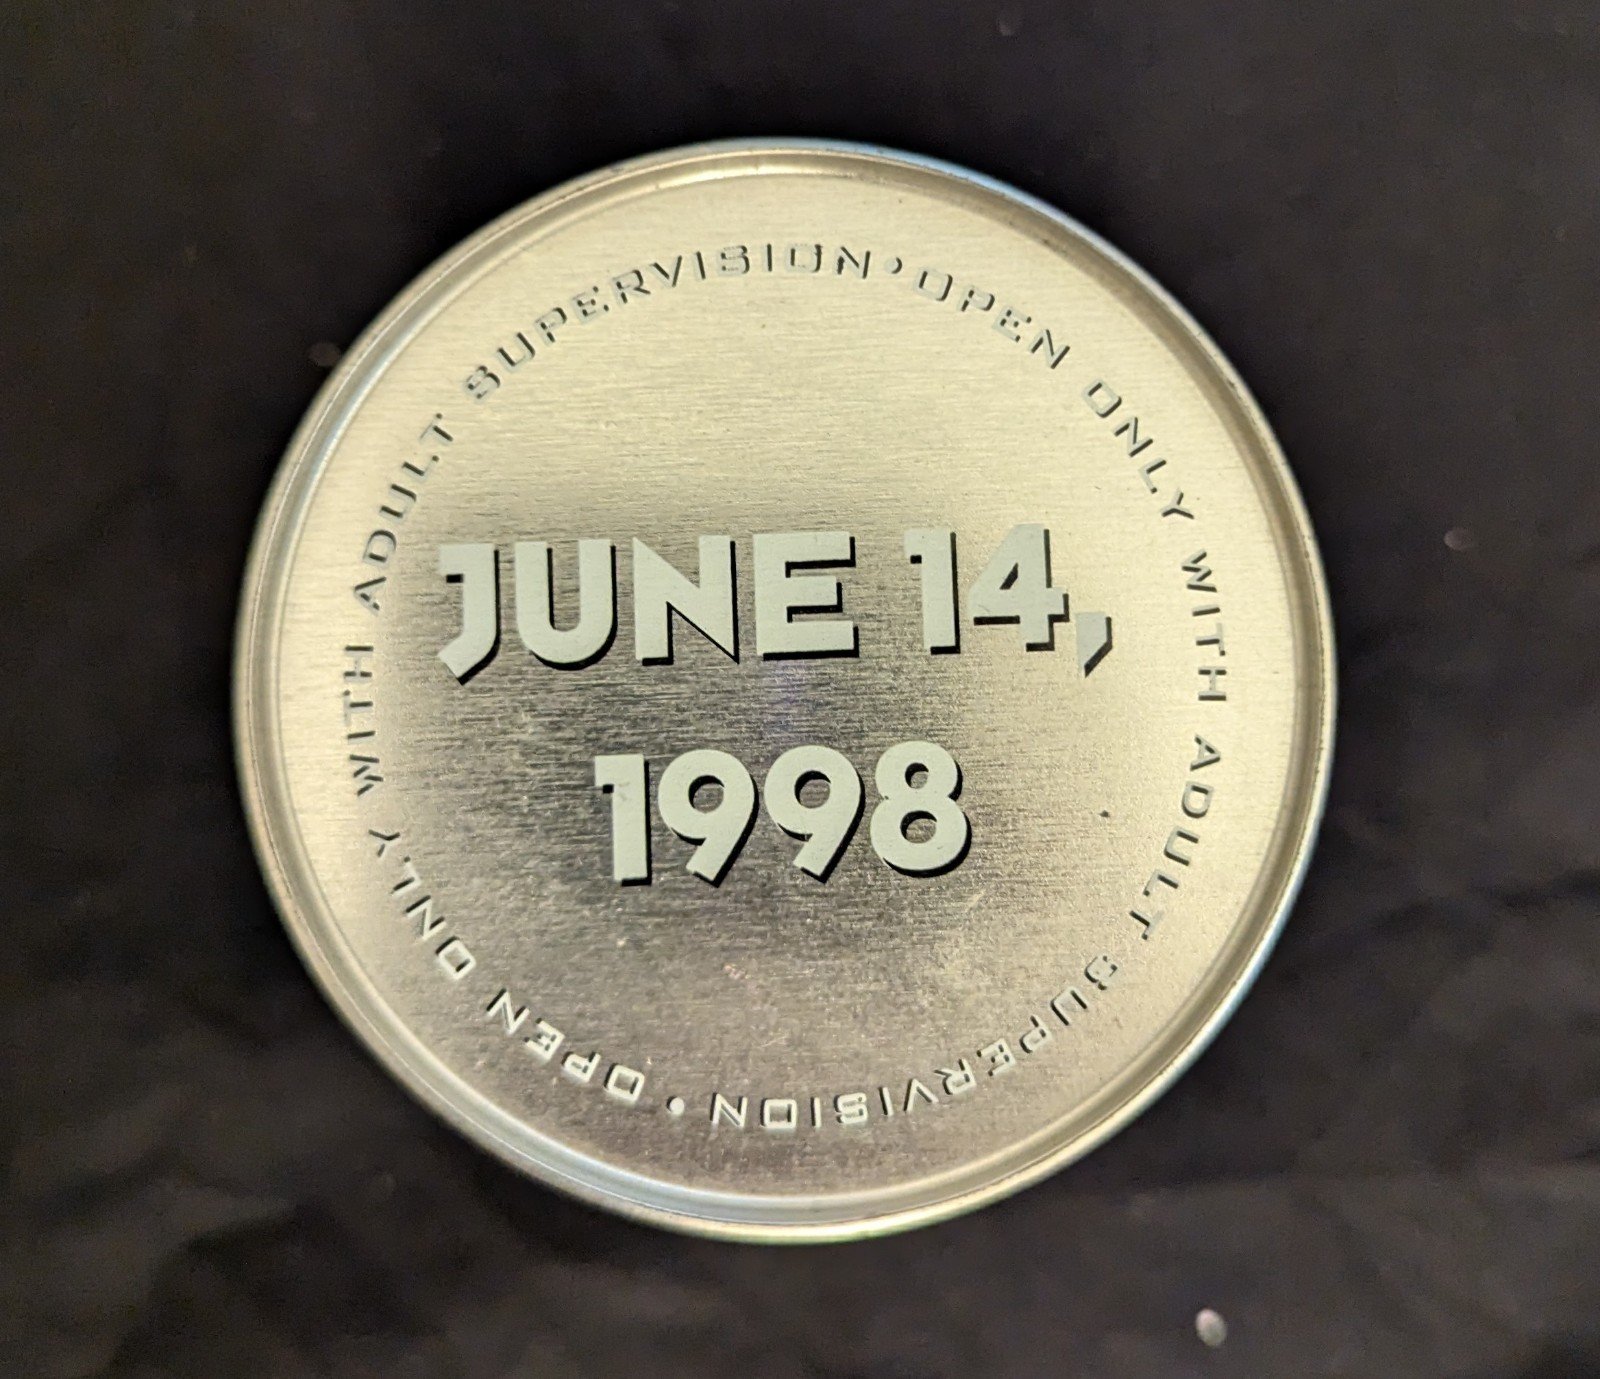 OPEN ONLY WITH ADULT SUPERVISION • OPEN ONLY WITH ADULT SUPERVISION •
JUNE 14,
1998